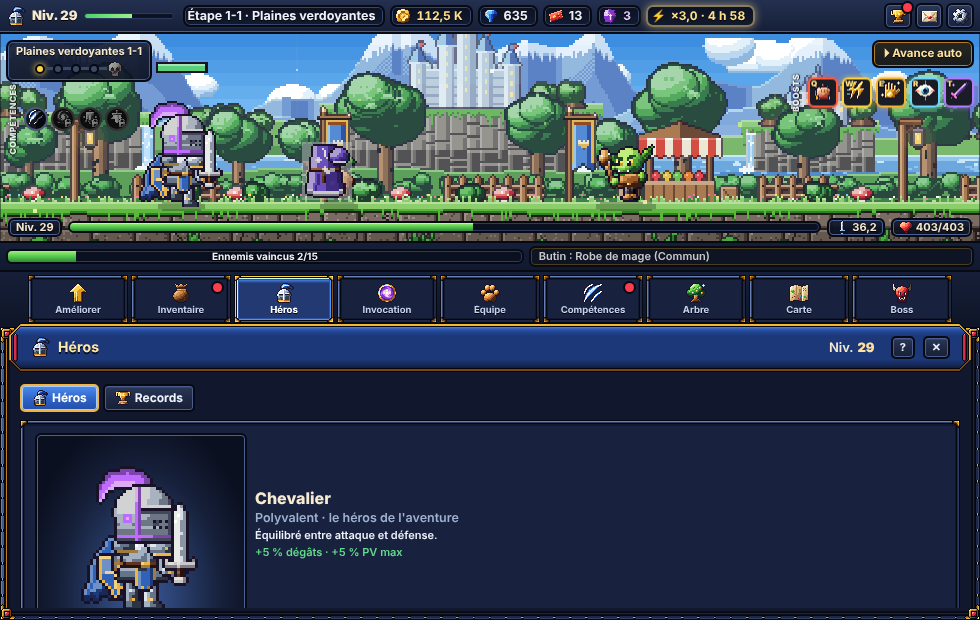 Niv. 29
Étape 1-1 · Plaines verdoyantes
112,5 K
635
13
3
×3,0 · 4 h 58
Plaines verdoyantes 1-1
Avance auto
COMPÉTENCES
BOOSTS
Niv. 29
36,2
403/403
Ennemis vaincus 2/15
Butin : Robe de mage (Commun)
Améliorer
Inventaire
Héros
Invocation
Équipe
Compétences
Arbre
Carte
Boss
Héros
Niv. 29
?
×
Héros
Records
Chevalier
Polyvalent · le héros de l'aventure
Équilibré entre attaque et défense.
+5 % dégâts · +5 % PV max